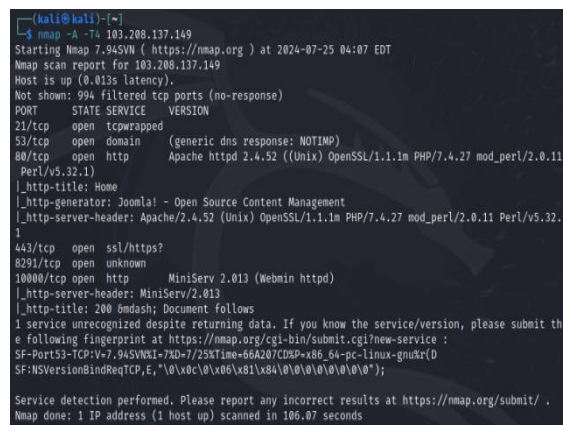 ┌──(kali㉿kali)-[~]
└─$ nmap -A -T4 103.208.137.149
Starting Nmap 7.94SVN ( https://nmap.org ) at 2024-07-25 04:07 EDT
Nmap scan report for 103.208.137.149
Host is up (0.013s latency).
Not shown: 994 filtered tcp ports (no-response)
PORT STATE SERVICE VERSION
21/tcp open tcpwrapped
53/tcp open domain (generic dns response: NOTIMP)
80/tcp open http Apache httpd 2.4.52 ((Unix) OpenSSL/1.1.1m PHP/7.4.27 mod_perl/2.0.11
Perl/v5.32.1)
|_http-title: Home
|_http-generator: Joomla! - Open Source Content Management
|_http-server-header: Apache/2.4.52 (Unix) OpenSSL/1.1.1m PHP/7.4.27 mod_perl/2.0.11 Perl/v5.32.
1
443/tcp open ssl/https?
8291/tcp open unknown
10000/tcp open http MiniServ 2.013 (Webmin httpd)
|_http-server-header: MiniServ/2.013
|_http-title: 200 &mdash; Document follows
1 service unrecognized despite returning data. If you know the service/version, please submit th
e following fingerprint at https://nmap.org/cgi-bin/submit.cgi?new-service :
SF-Port53-TCP:V=7.94SVN%I=7%D=7/25%Time=66A207CD%P=x86_64-pc-linux-gnu%r(D
SF:NSVersionBindReqTCP,E,"\0\x0c\0\x06\x81\x84\0\0\0\0\0\0\0\0");
Service detection performed. Please report any incorrect results at https://nmap.org/submit/ .
Nmap done: 1 IP address (1 host up) scanned in 106.07 seconds